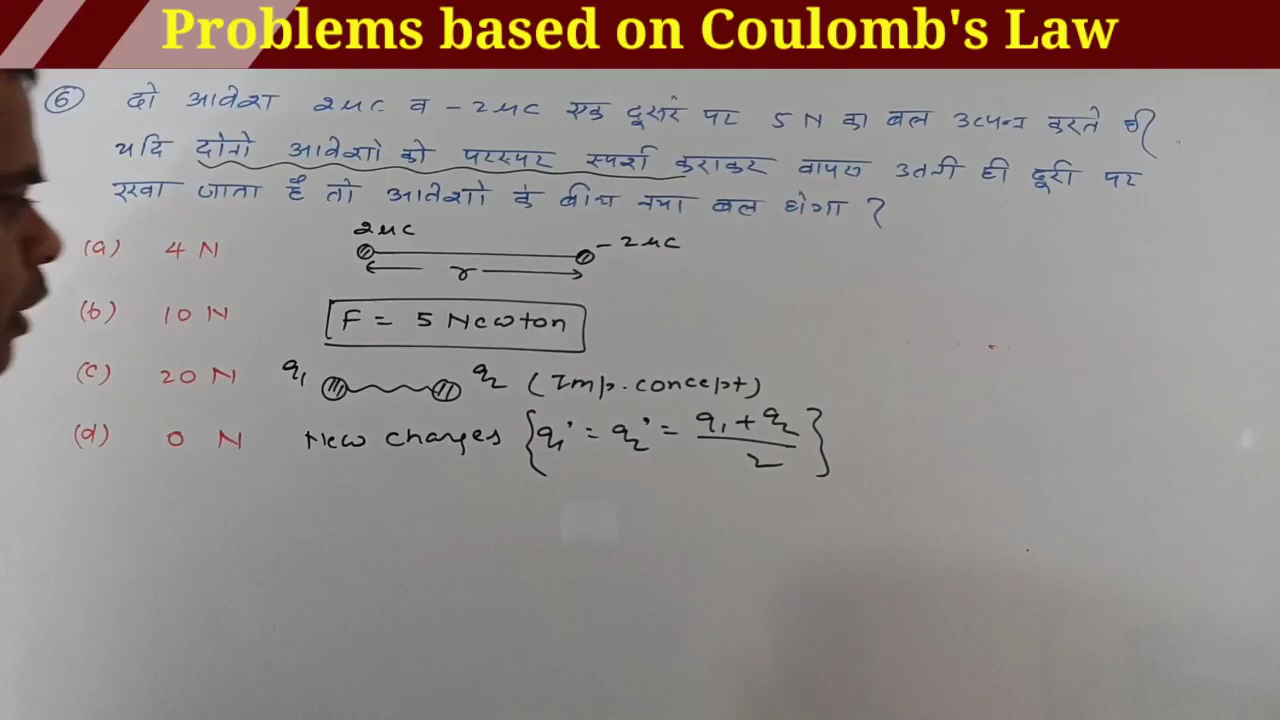 Problems based on Coulomb's Law
⑥ दो आवेश 2μC व -2μC एक दूसरे पर 5 N का बल उत्पन्न करते हैं
यदि दोनो आवेशो को परस्पर स्पर्श कराकर वापस उतनी ही दूरी पर
रखा जाता है तो आवेशो के बीच नया बल होगा ?
(a) 4 N
2μC
-2μC
r
(b) 10 N
F = 5 Newton
(c) 20 N
q₁ q₂ (Imp. concept)
(d) 0 N
New charges {q₁' = q₂' = (q₁ + q₂)/2}